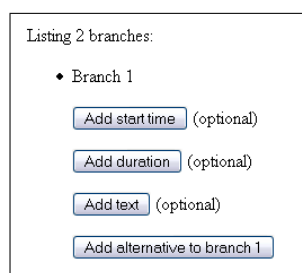 Listing 2 branches:
Branch 1
Add start time (optional)
Add duration (optional)
Add text (optional)
Add alternative to branch 1